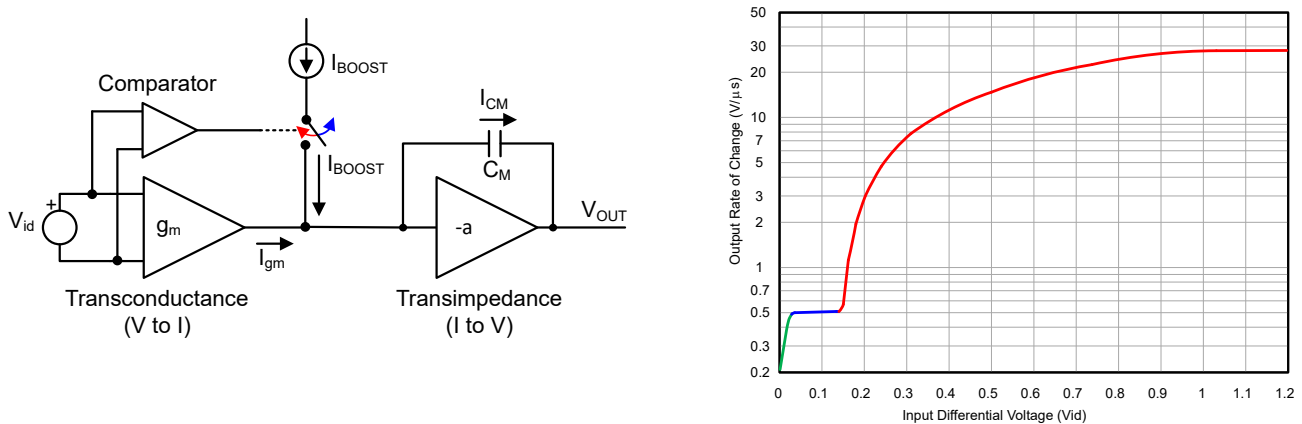 I_BOOST
Comparator
I_CM
I_BOOST
C_M
V_id
+
g_m
-a
V_OUT
I_gm
Transconductance
(V to I)
Transimpedance
(I to V)
Output Rate of Change (V/μs)
50
30
20
10
7
5
3
2
1
0.7
0.5
0.3
0.2
0 0.1 0.2 0.3 0.4 0.5 0.6 0.7 0.8 0.9 1 1.1 1.2
Input Differential Voltage (Vid)